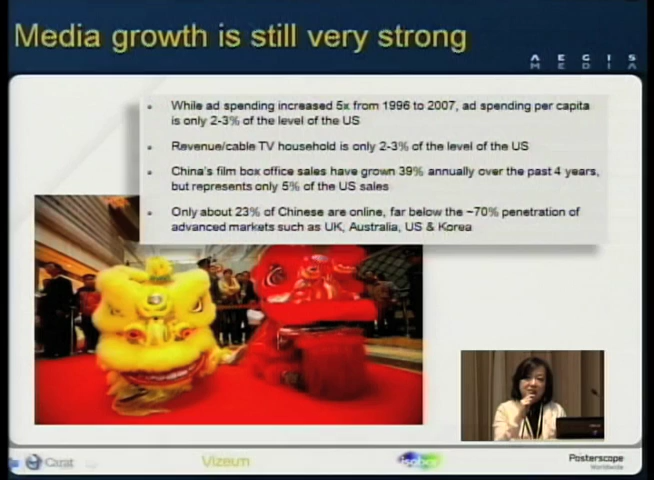 Media growth is still very strong
AEGIS
MEDIA
While ad spending increased 5x from 1996 to 2007, ad spending per capita
is only 2-3% of the level of the US
Revenue/cable TV household is only 2-3% of the level of the US
China's film box office sales have grown 39% annually over the past 4 years,
but represents only 5% of the US sales
Only about 23% of Chinese are online, far below the ~70% penetration of
advanced markets such as UK, Australia, US & Korea
Carat
Vizeum
Isobar
Posterscope
Worldwide